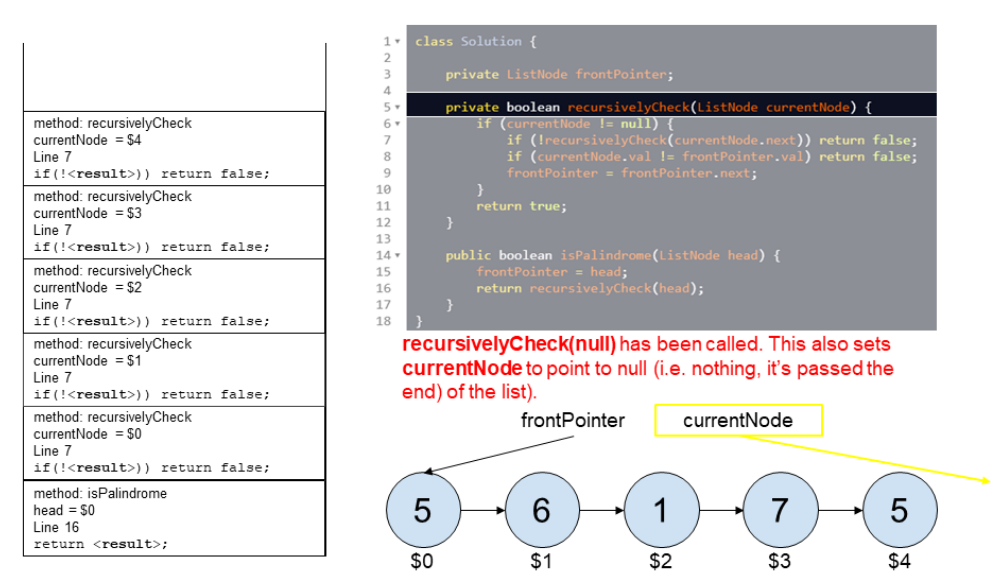 method: recursivelyCheck
currentNode = $4
Line 7
if(!<result>)) return false;
method: recursivelyCheck
currentNode = $3
Line 7
if(!<result>)) return false;
method: recursivelyCheck
currentNode = $2
Line 7
if(!<result>)) return false;
method: recursivelyCheck
currentNode = $1
Line 7
if(!<result>)) return false;
method: recursivelyCheck
currentNode = $0
Line 7
if(!<result>)) return false;
method: isPalindrome
head = $0
Line 16
return <result>;
1 class Solution {
2
3     private ListNode frontPointer;
4
5     private boolean recursivelyCheck(ListNode currentNode) {
6         if (currentNode != null) {
7             if (!recursivelyCheck(currentNode.next)) return false;
8             if (currentNode.val != frontPointer.val) return false;
9             frontPointer = frontPointer.next;
10         }
11         return true;
12     }
13
14     public boolean isPalindrome(ListNode head) {
15         frontPointer = head;
16         return recursivelyCheck(head);
17     }
18 }
recursivelyCheck(null) has been called. This also sets
currentNode to point to null (i.e. nothing, it's passed the
end) of the list).
frontPointer currentNode
5 6 1 7 5
$0 $1 $2 $3 $4